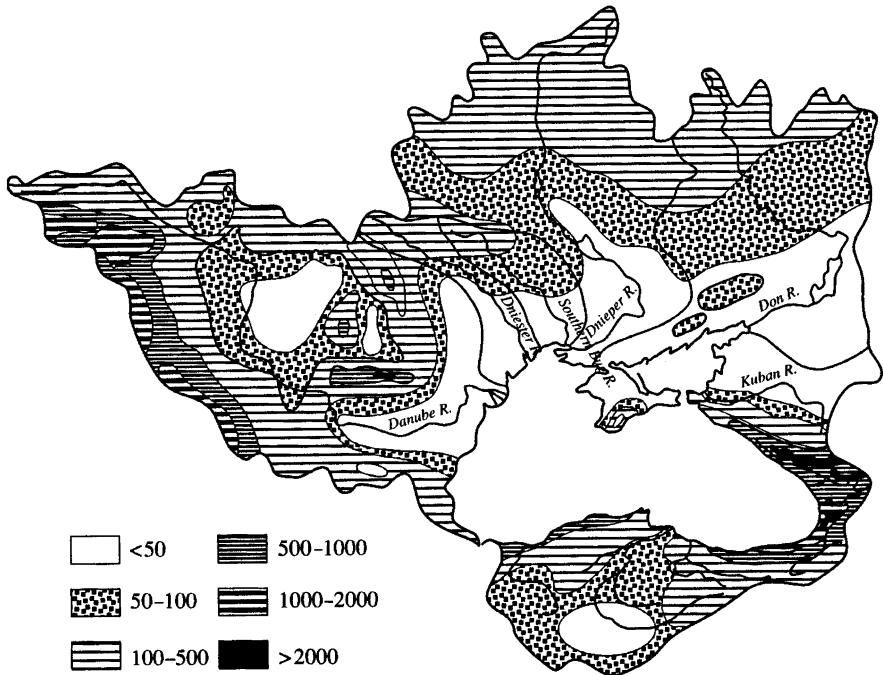 Dniester R.
Southern Bug R.
Dnieper R.
Don R.
Kuban R.
Danube R.
<50
50-100
100-500
500-1000
1000-2000
>2000